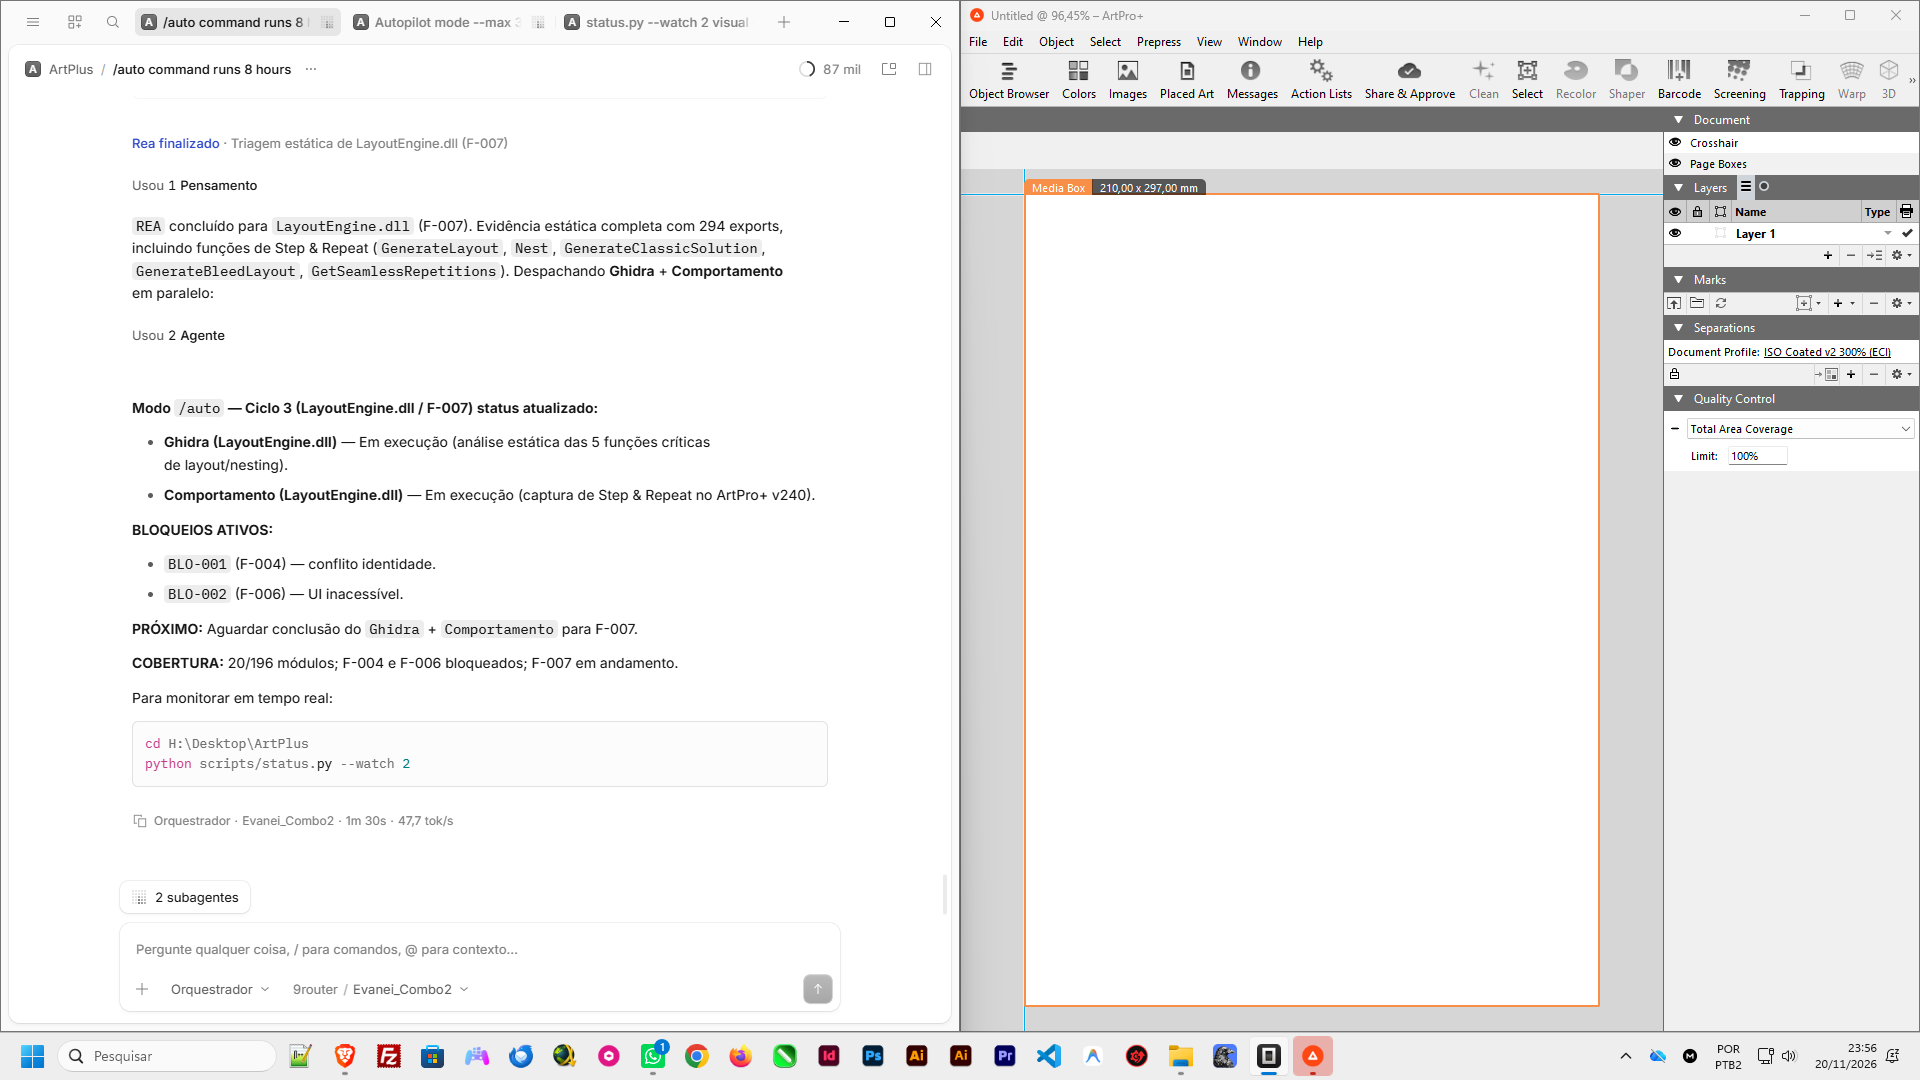 /auto command runs 8
Autopilot mode --max
status.py --watch 2 visual
ArtPlus / /auto command runs 8 hours ···
87 mil
Rea finalizado · Triagem estática de LayoutEngine.dll (F-007)
Usou 1 Pensamento
REA concluído para LayoutEngine.dll (F-007). Evidência estática completa com 294 exports,
incluindo funções de Step & Repeat ( GenerateLayout , Nest , GenerateClassicSolution ,
GenerateBleedLayout , GetSeamlessRepetitions ). Despachando Ghidra + Comportamento
em paralelo:
Usou 2 Agente
Modo /auto — Ciclo 3 (LayoutEngine.dll / F-007) status atualizado:
• Ghidra (LayoutEngine.dll) — Em execução (análise estática das 5 funções críticas
de layout/nesting).
• Comportamento (LayoutEngine.dll) — Em execução (captura de Step & Repeat no ArtPro+ v240).
BLOQUEIOS ATIVOS:
• BLO-001 (F-004) — conflito identidade.
• BLO-002 (F-006) — UI inacessível.
PRÓXIMO: Aguardar conclusão do Ghidra + Comportamento para F-007.
COBERTURA: 20/196 módulos; F-004 e F-006 bloqueados; F-007 em andamento.
Para monitorar em tempo real:
cd H:\Desktop\ArtPlus
python scripts/status.py --watch 2
Orquestrador · Evanei_Combo2 · 1m 30s · 47,7 tok/s
2 subagentes
Pergunte qualquer coisa, / para comandos, @ para contexto...
Orquestrador
9router / Evanei_Combo2
Untitled @ 96,45% – ArtPro+
File Edit Object Select Prepress View Window Help
Object Browser Colors Images Placed Art Messages Action Lists Share & Approve Clean Select Recolor Shaper Barcode Screening Trapping Warp 3D
Media Box 210,00 x 297,00 mm
Document
Crosshair
Page Boxes
Layers
Name Type
Layer 1
Marks
Separations
Document Profile: ISO Coated v2 300% (ECI)
Quality Control
Total Area Coverage
Limit: 100%
Pesquisar
1
Id
Ps
Ai
Ai
Pr
POR
PTB2
23:56
20/11/2026